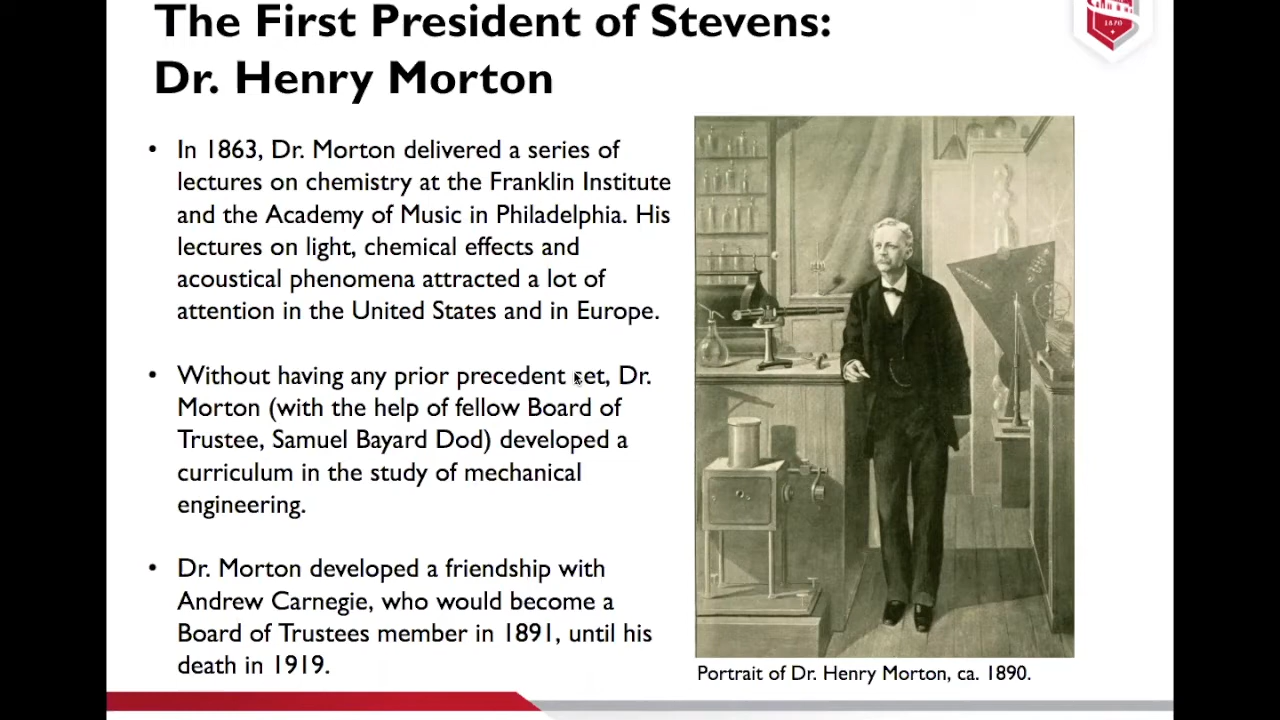 The First President of Stevens:
Dr. Henry Morton
1870
• In 1863, Dr. Morton delivered a series of
lectures on chemistry at the Franklin Institute
and the Academy of Music in Philadelphia. His
lectures on light, chemical effects and
acoustical phenomena attracted a lot of
attention in the United States and in Europe.
• Without having any prior precedent set, Dr.
Morton (with the help of fellow Board of
Trustee, Samuel Bayard Dod) developed a
curriculum in the study of mechanical
engineering.
• Dr. Morton developed a friendship with
Andrew Carnegie, who would become a
Board of Trustees member in 1891, until his
death in 1919.
Portrait of Dr. Henry Morton, ca. 1890.